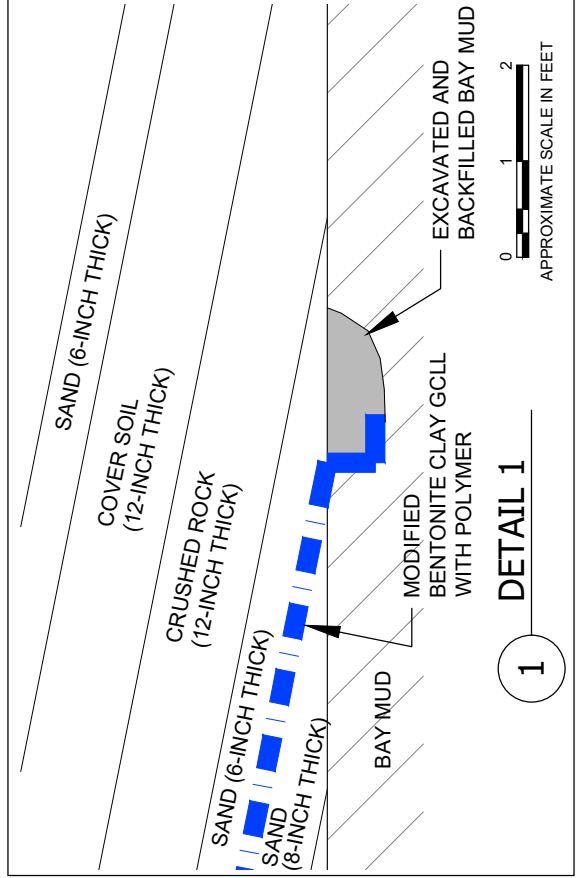 SAND (6-INCH THICK)
COVER SOIL
(12-INCH THICK)
CRUSHED ROCK
(12-INCH THICK)
SAND (6-INCH THICK)
SAND
(8-INCH THICK)
BAY MUD
MODIFIED
BENTONITE CLAY GCLL
WITH POLYMER
EXCAVATED AND
BACKFILLED BAY MUD
1
DETAIL 1
0 1 2
APPROXIMATE SCALE IN FEET